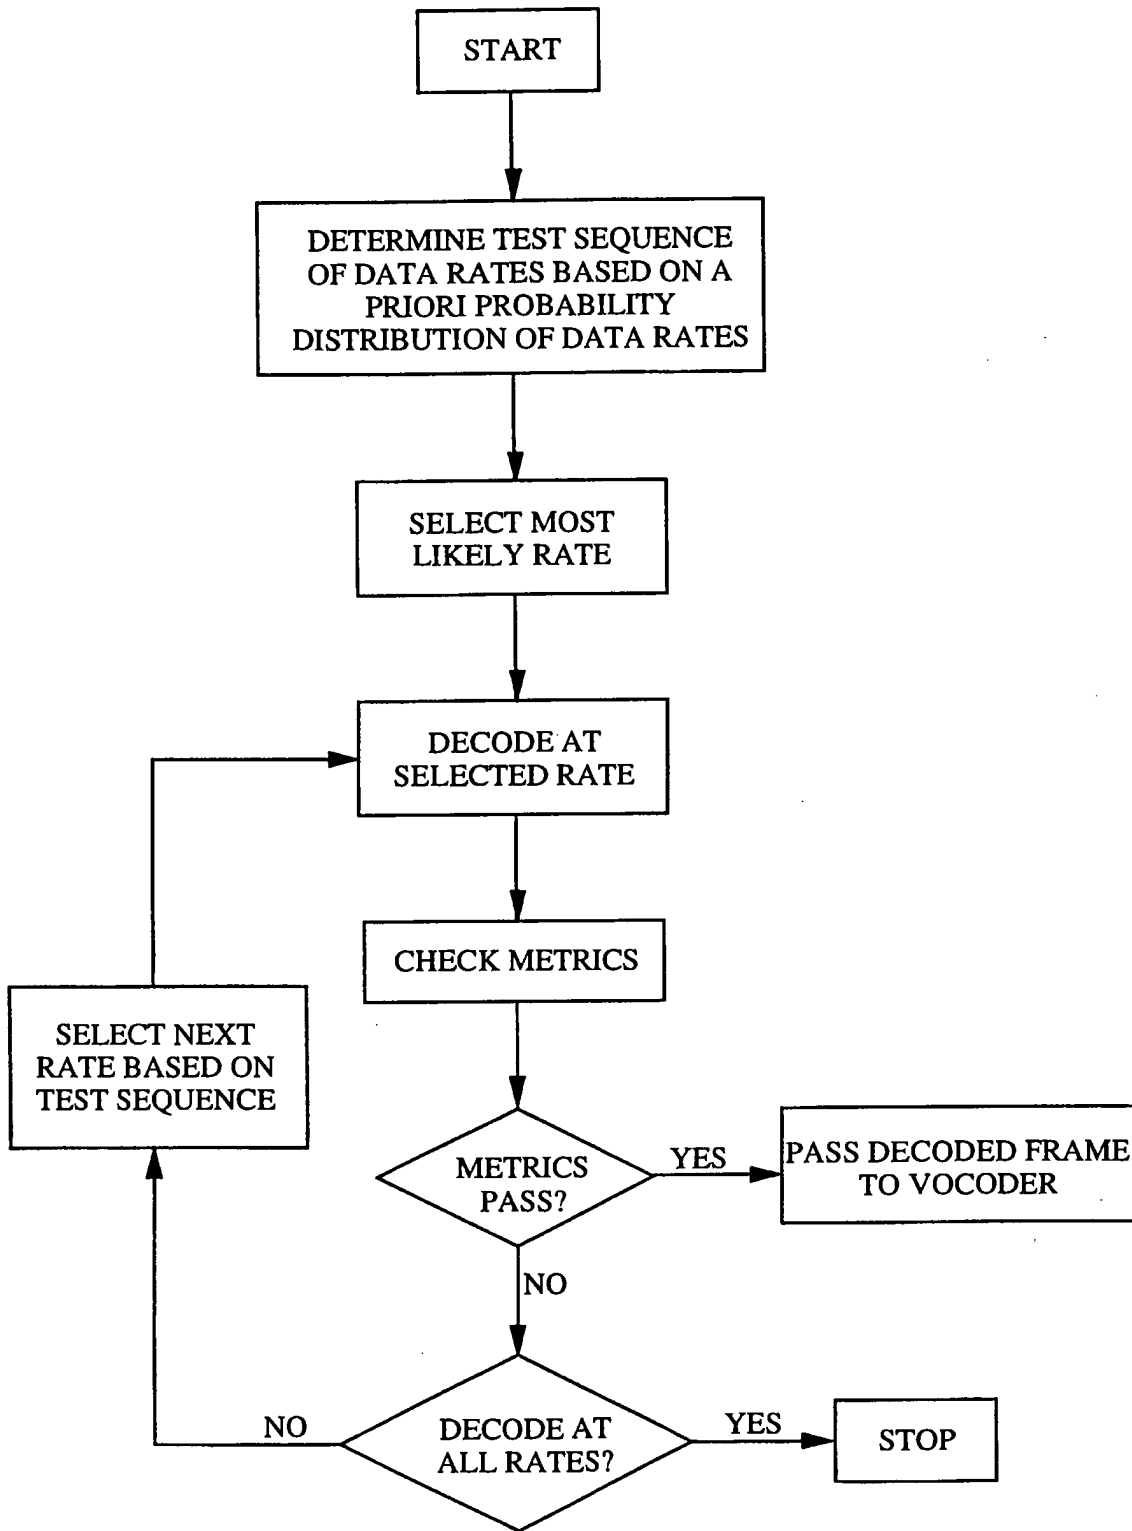 START
DETERMINE TEST SEQUENCE
OF DATA RATES BASED ON A
PRIORI PROBABILITY
DISTRIBUTION OF DATA RATES
SELECT MOST
LIKELY RATE
DECODE AT
SELECTED RATE
CHECK METRICS
SELECT NEXT
RATE BASED ON
TEST SEQUENCE
METRICS
PASS?
YES
PASS DECODED FRAME
TO VOCODER
NO
DECODE AT
ALL RATES?
NO
YES
STOP